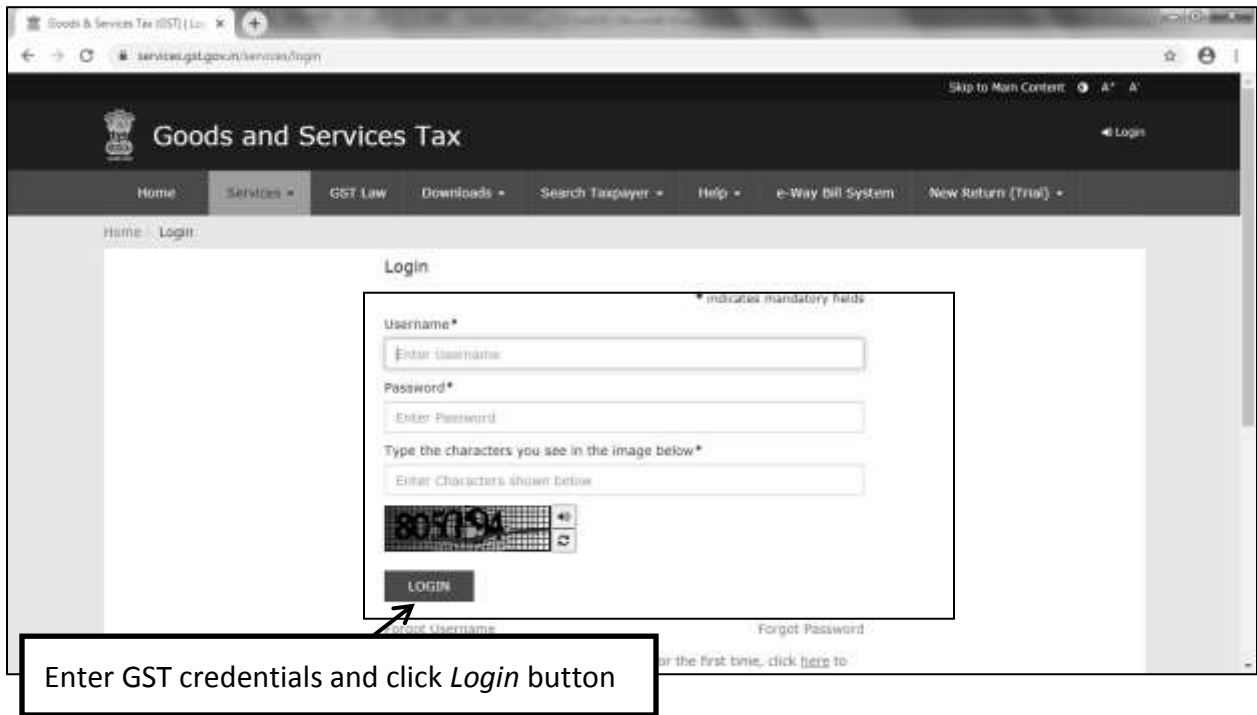 Goods & Services Tax (GST) | Lo
services.gst.gov.in/services/login
Skip to Main Content A+ A-
Goods and Services Tax
Login
Home Services GST Law Downloads Search Taxpayer Help e-Way Bill System New Return (Trial)
Home Login
Login
* indicates mandatory fields
Username*
Enter Username
Password*
Enter Password
Type the characters you see in the image below*
Enter Characters shown below
LOGIN
Forgot Username Forgot Password
or the first time, click here to
Enter GST credentials and click Login button